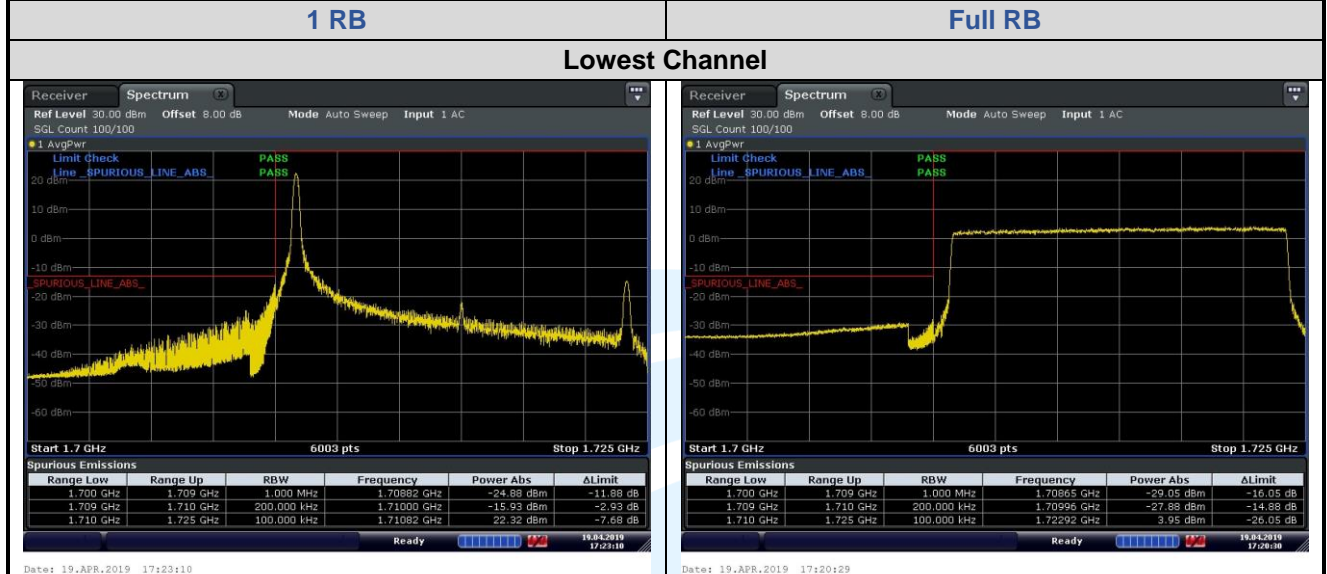 1 RB
Full RB
Lowest Channel
Receiver Spectrum X
Ref Level 30.00 dBm Offset 8.00 dB Mode Auto Sweep Input 1 AC
SGL Count 100/100
1 AvgPwr
Limit Check PASS
Line _SPURIOUS_LINE_ABS_ PASS
20 dBm
10 dBm
0 dBm
-10 dBm
_SPURIOUS_LINE_ABS_
-20 dBm
-30 dBm
-40 dBm
-50 dBm
-60 dBm
Start 1.7 GHz 6003 pts Stop 1.725 GHz
Spurious Emissions
Range Low Range Up RBW Frequency Power Abs ΔLimit
1.700 GHz 1.709 GHz 1.000 MHz 1.70882 GHz -24.88 dBm -11.88 dB
1.709 GHz 1.710 GHz 200.000 kHz 1.71000 GHz -15.93 dBm -2.93 dB
1.710 GHz 1.725 GHz 100.000 kHz 1.71082 GHz 22.32 dBm -7.68 dB
Ready 19.04.2019
17:23:10
Date: 19.APR.2019 17:23:10
Receiver Spectrum X
Ref Level 30.00 dBm Offset 8.00 dB Mode Auto Sweep Input 1 AC
SGL Count 100/100
1 AvgPwr
Limit Check PASS
Line _SPURIOUS_LINE_ABS_ PASS
20 dBm
10 dBm
0 dBm
-10 dBm
_SPURIOUS_LINE_ABS_
-20 dBm
-30 dBm
-40 dBm
-50 dBm
-60 dBm
Start 1.7 GHz 6003 pts Stop 1.725 GHz
Spurious Emissions
Range Low Range Up RBW Frequency Power Abs ΔLimit
1.700 GHz 1.709 GHz 1.000 MHz 1.70865 GHz -29.05 dBm -16.05 dB
1.709 GHz 1.710 GHz 200.000 kHz 1.70996 GHz -27.88 dBm -14.88 dB
1.710 GHz 1.725 GHz 100.000 kHz 1.72292 GHz 3.95 dBm -26.05 dB
Ready 19.04.2019
17:20:30
Date: 19.APR.2019 17:20:29